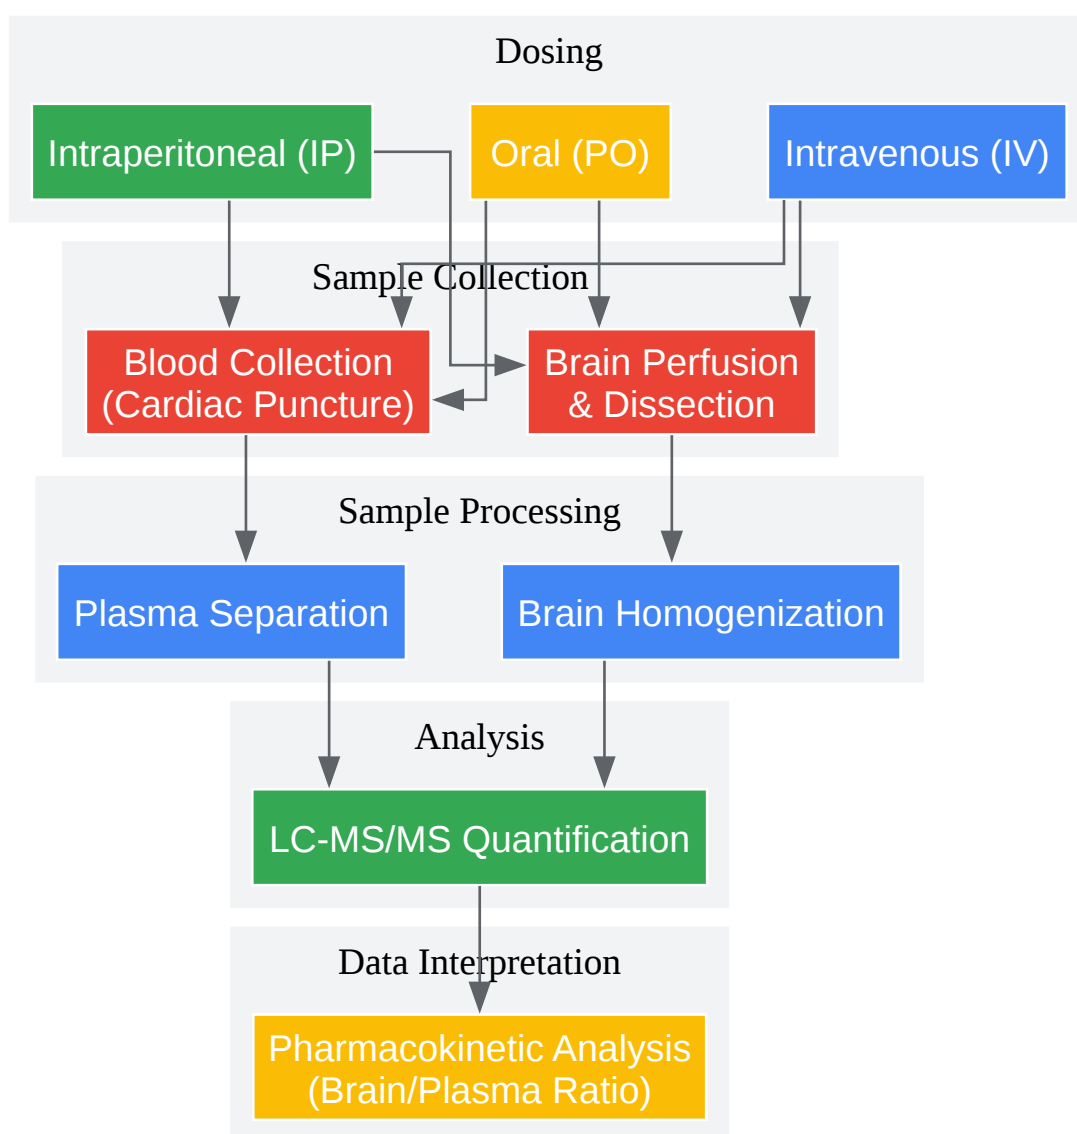 Dosing
Intraperitoneal (IP)
Oral (PO)
Intravenous (IV)
Sample Collection
Blood Collection
(Cardiac Puncture)
Brain Perfusion
& Dissection
Sample Processing
Plasma Separation
Brain Homogenization
Analysis
LC-MS/MS Quantification
Data Interpretation
Pharmacokinetic Analysis
(Brain/Plasma Ratio)